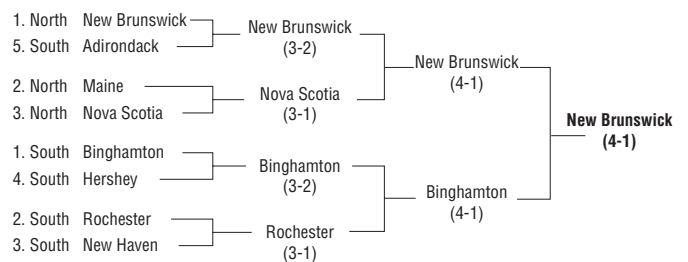 1. North New Brunswick
5. South Adirondack
New Brunswick
(3-2)
2. North Maine
3. North Nova Scotia
Nova Scotia
(3-1)
New Brunswick
(4-1)
1. South Binghamton
4. South Hershey
Binghamton
(3-2)
2. South Rochester
3. South New Haven
Rochester
(3-1)
Binghamton
(4-1)
New Brunswick
(4-1)